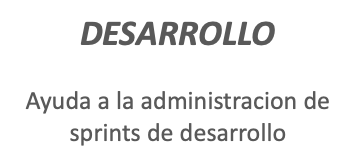 DESARROLLO
Ayuda a la administracion de
sprints de desarrollo